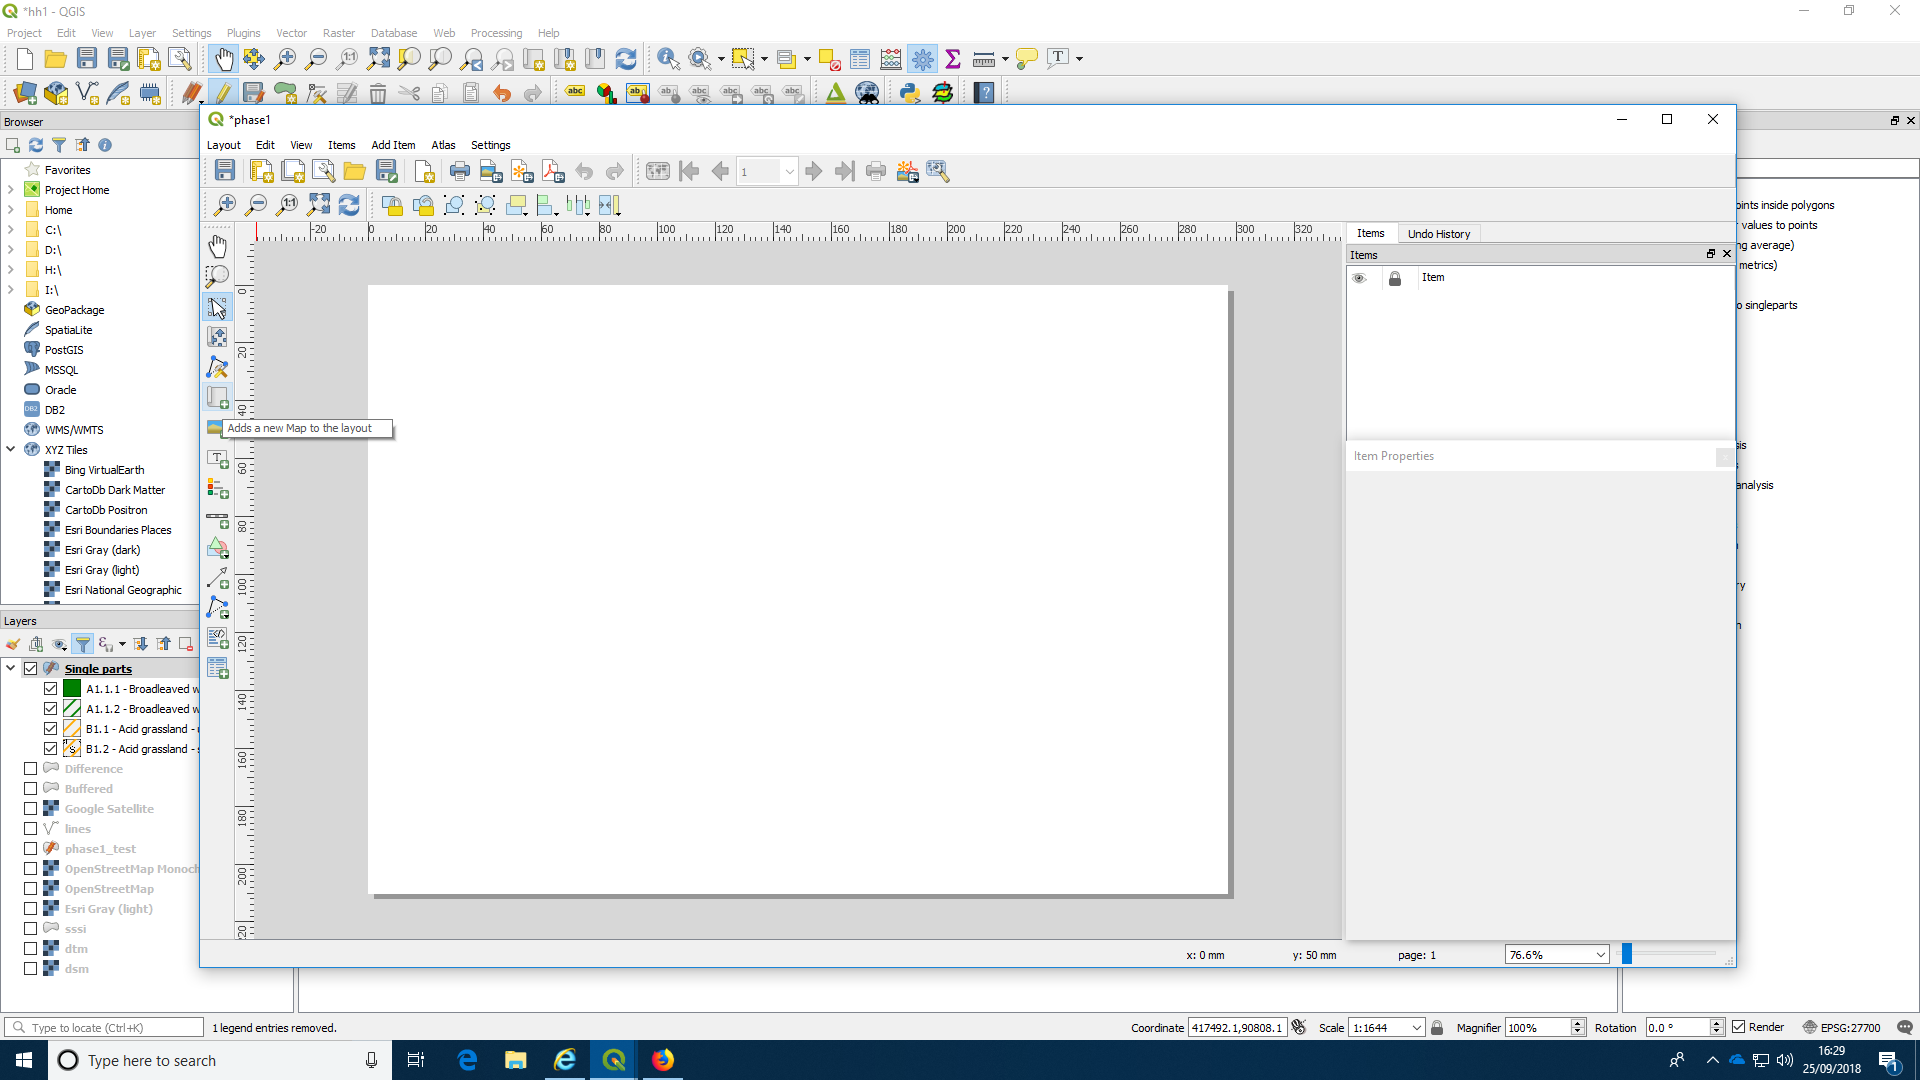 *hh1 - QGIS
Project Edit View Layer Settings Plugins Vector Raster Database Web Processing Help
Browser
*phase1
Layout Edit View Items Add Item Atlas Settings
1
Favorites
Project Home
Home
C:\
D:\
H:\
I:\
GeoPackage
SpatiaLite
PostGIS
MSSQL
Oracle
DB2
WMS/WMTS
XYZ Tiles
Bing VirtualEarth
CartoDb Dark Matter
CartoDb Positron
Esri Boundaries Places
Esri Gray (dark)
Esri Gray (light)
Esri National Geographic
-20 0 20 40 60 80 100 120 140 160 180 200 220 240 260 280 300 320
0
20
40
60
80
100
120
140
160
180
200
220
Adds a new Map to the layout
Items Undo History
Items
Item
Item Properties
oints inside polygons
values to points
ng average)
metrics)
o singleparts
sis
analysis
ry
Layers
Single parts
A1.1.1 - Broadleaved w
A1.1.2 - Broadleaved w
B1.1 - Acid grassland -
B1.2 - Acid grassland - s
Difference
Buffered
Google Satellite
lines
phase1_test
OpenStreetMap Monoch
OpenStreetMap
Esri Gray (light)
sssi
dtm
dsm
x: 0 mm y: 50 mm page: 1 76.6%
Type to locate (Ctrl+K) 1 legend entries removed. Coordinate 417492.1,90808.1 Scale 1:1644 Magnifier 100% Rotation 0.0 ° Render EPSG:27700
Type here to search
16:29
25/09/2018
1